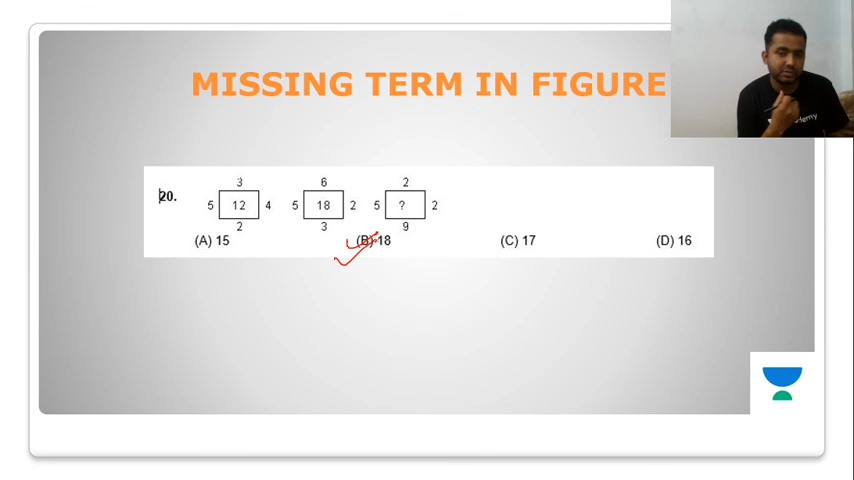 MISSING TERM IN FIGURE
3 6 2
20. 5 12 4 5 18 2 5 ? 2
2 3 9
(A) 15 (B) 18 (C) 17 (D) 16